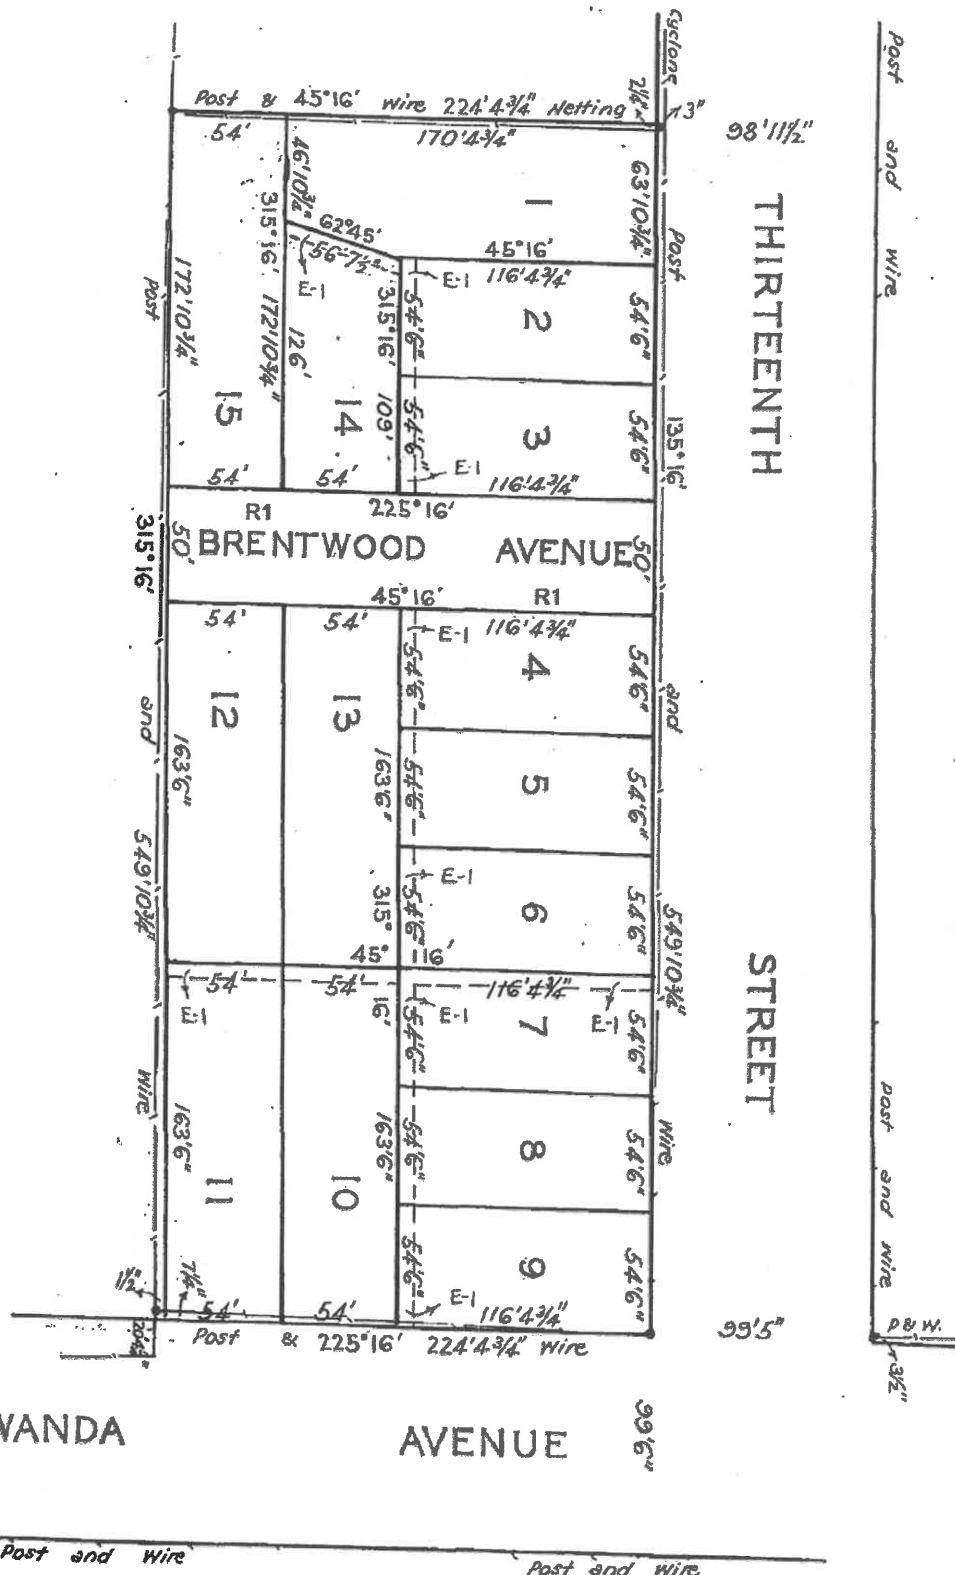 Cyclone
Post and Wire
Post & 45°16' Wire 224'4¾" Netting
2¼"
3"
98'11½"
54'
170'4¾"
46'10¾"
63'10¾"
1
62°45'
56'-7½"
E-1
45°16'
116'4¾"
E-1
Post
THIRTEENTH
Post
172'10¾"
315°16' 172'10¾"
126'
315°16' 109'
54'6"
2
54'6"
15
14
54'6"
3
54'6"
135°16'
E-1
54'
54'
116'4¾"
R1
225°16'
315°16'
50'
BRENTWOOD AVENUE
50'
45°16'
R1
54'
54'
E-1
116'4¾"
54'6"
4
54'6"
and
and
12
13
163'6"
163'6"
54'6"
5
54'6"
549'10¾"
E-1
315°
54'6"
6
54'6"
549'10¾"
STREET
45° 16'
54'
54'
116'4¾"
E-1
16'
E-1
E-1
54'6"
7
54'6"
Wire
163'6"
163'6"
54'6"
8
54'6"
Wire
Post and Wire
11
10
54'6"
9
54'6"
1½"
7¼"
54'
54'
E-1
116'4¾"
Post & 225°16' 224'4¾" Wire
99'5"
P & W.
3½"
WANDA AVENUE
99'6"
Post and Wire
Post and Wire